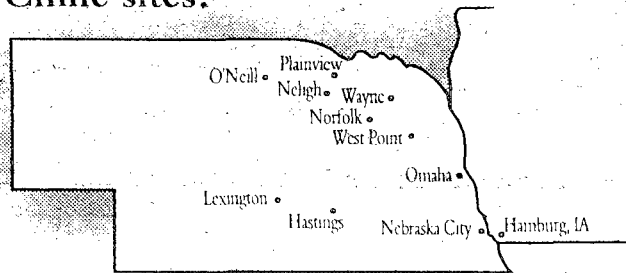 Clinic sites:
Plainview
O'Neill
Neligh
Wayne
Norfolk
West Point
Omaha
Lexington
Hastings
Nebraska City
Hamburg, IA